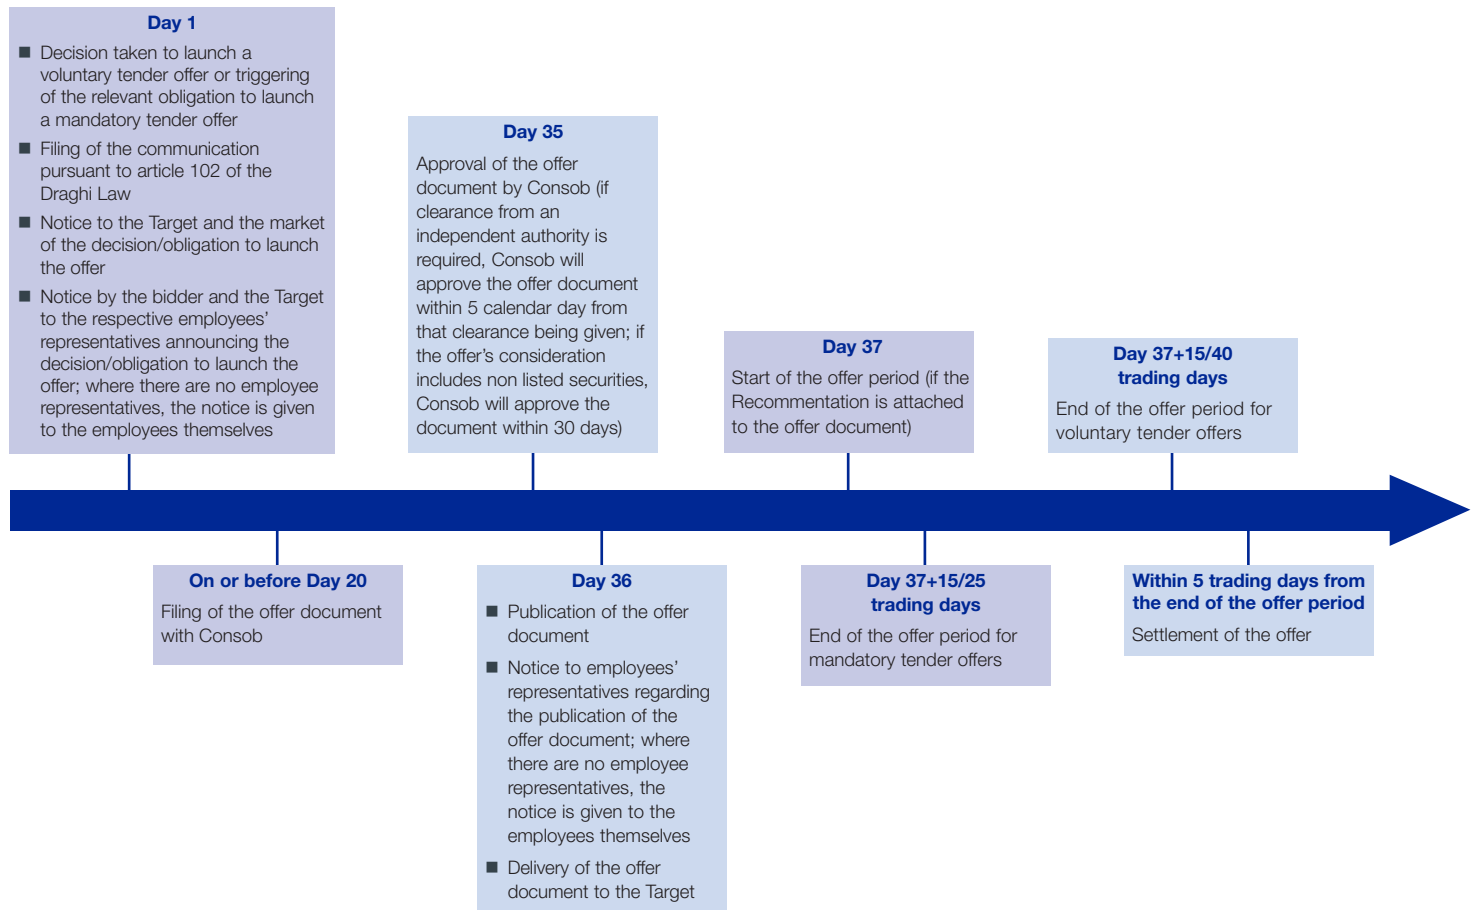 Day 1
■ Decision taken to launch a
voluntary tender offer or triggering
of the relevant obligation to launch
a mandatory tender offer
■ Filing of the communication
pursuant to article 102 of the
Draghi Law
■ Notice to the Target and the market
of the decision/obligation to launch
the offer
■ Notice by the bidder and the Target
to the respective employees’
representatives announcing the
decision/obligation to launch the
offer; where there are no employee
representatives, the notice is given
to the employees themselves
On or before Day 20
Filing of the offer document
with Consob
Day 35
Approval of the offer
document by Consob (if
clearance from an
independent authority is
required, Consob will
approve the offer document
within 5 calendar day from
that clearance being given; if
the offer’s consideration
includes non listed securities,
Consob will approve the
document within 30 days)
Day 36
■ Publication of the offer
document
■ Notice to employees’
representatives regarding
the publication of the
offer document; where
there are no employee
representatives, the
notice is given to the
employees themselves
■ Delivery of the offer
document to the Target
Day 37
Start of the offer period (if the
Recommentation is attached
to the offer document)
Day 37+15/25
trading days
End of the offer period for
mandatory tender offers
Day 37+15/40
trading days
End of the offer period for
voluntary tender offers
Within 5 trading days from
the end of the offer period
Settlement of the offer